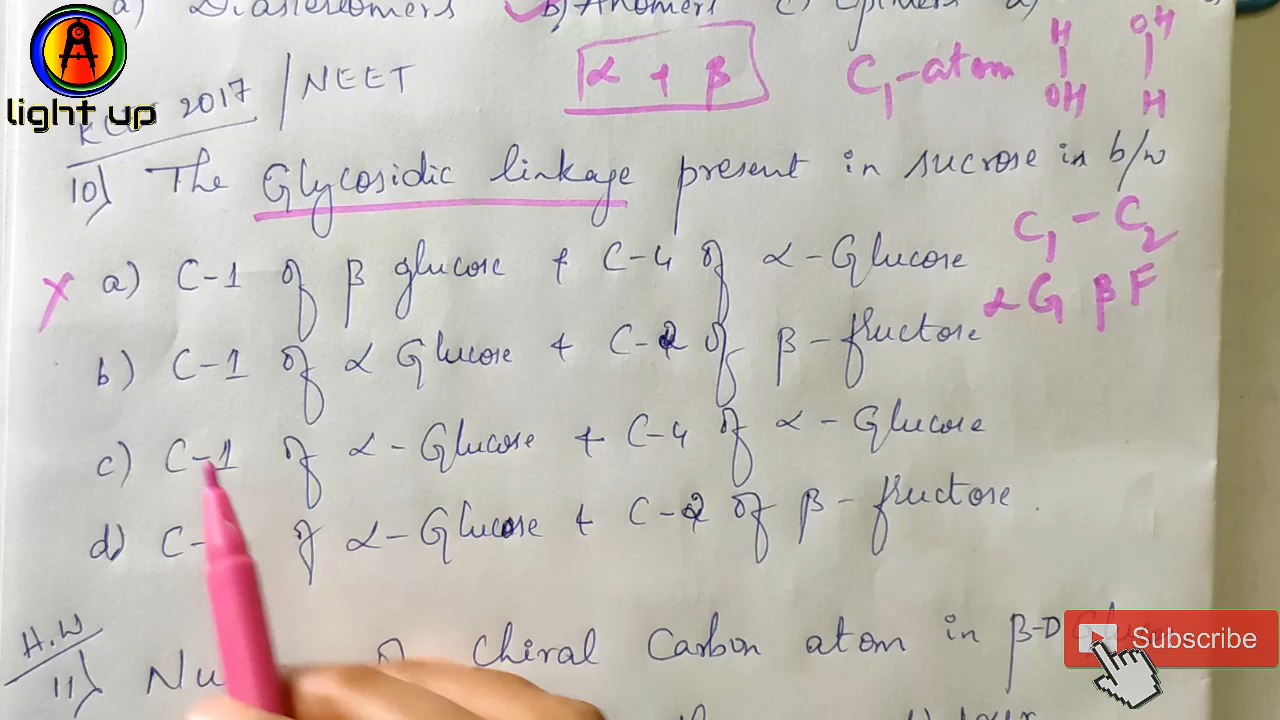 a) Diastereomers b) Anomers c) Epimers d)
light up
KCET 2017 / NEET
α + β
C1-atom H OH
OH H
10) The Glycosidic linkage present in sucrose in b/w
C1 - C2
αG βF
X a) C-1 of β glucose + C-4 of α-Glucose
b) C-1 of α Glucose + C-2 of β-fructose
c) C-1 of α-Glucose + C-4 of α-Glucose
d) C- of α-Glucose + C-2 of β-fructose.
H.W
11) Nu chiral Carbon atom in β-D
Subscribe